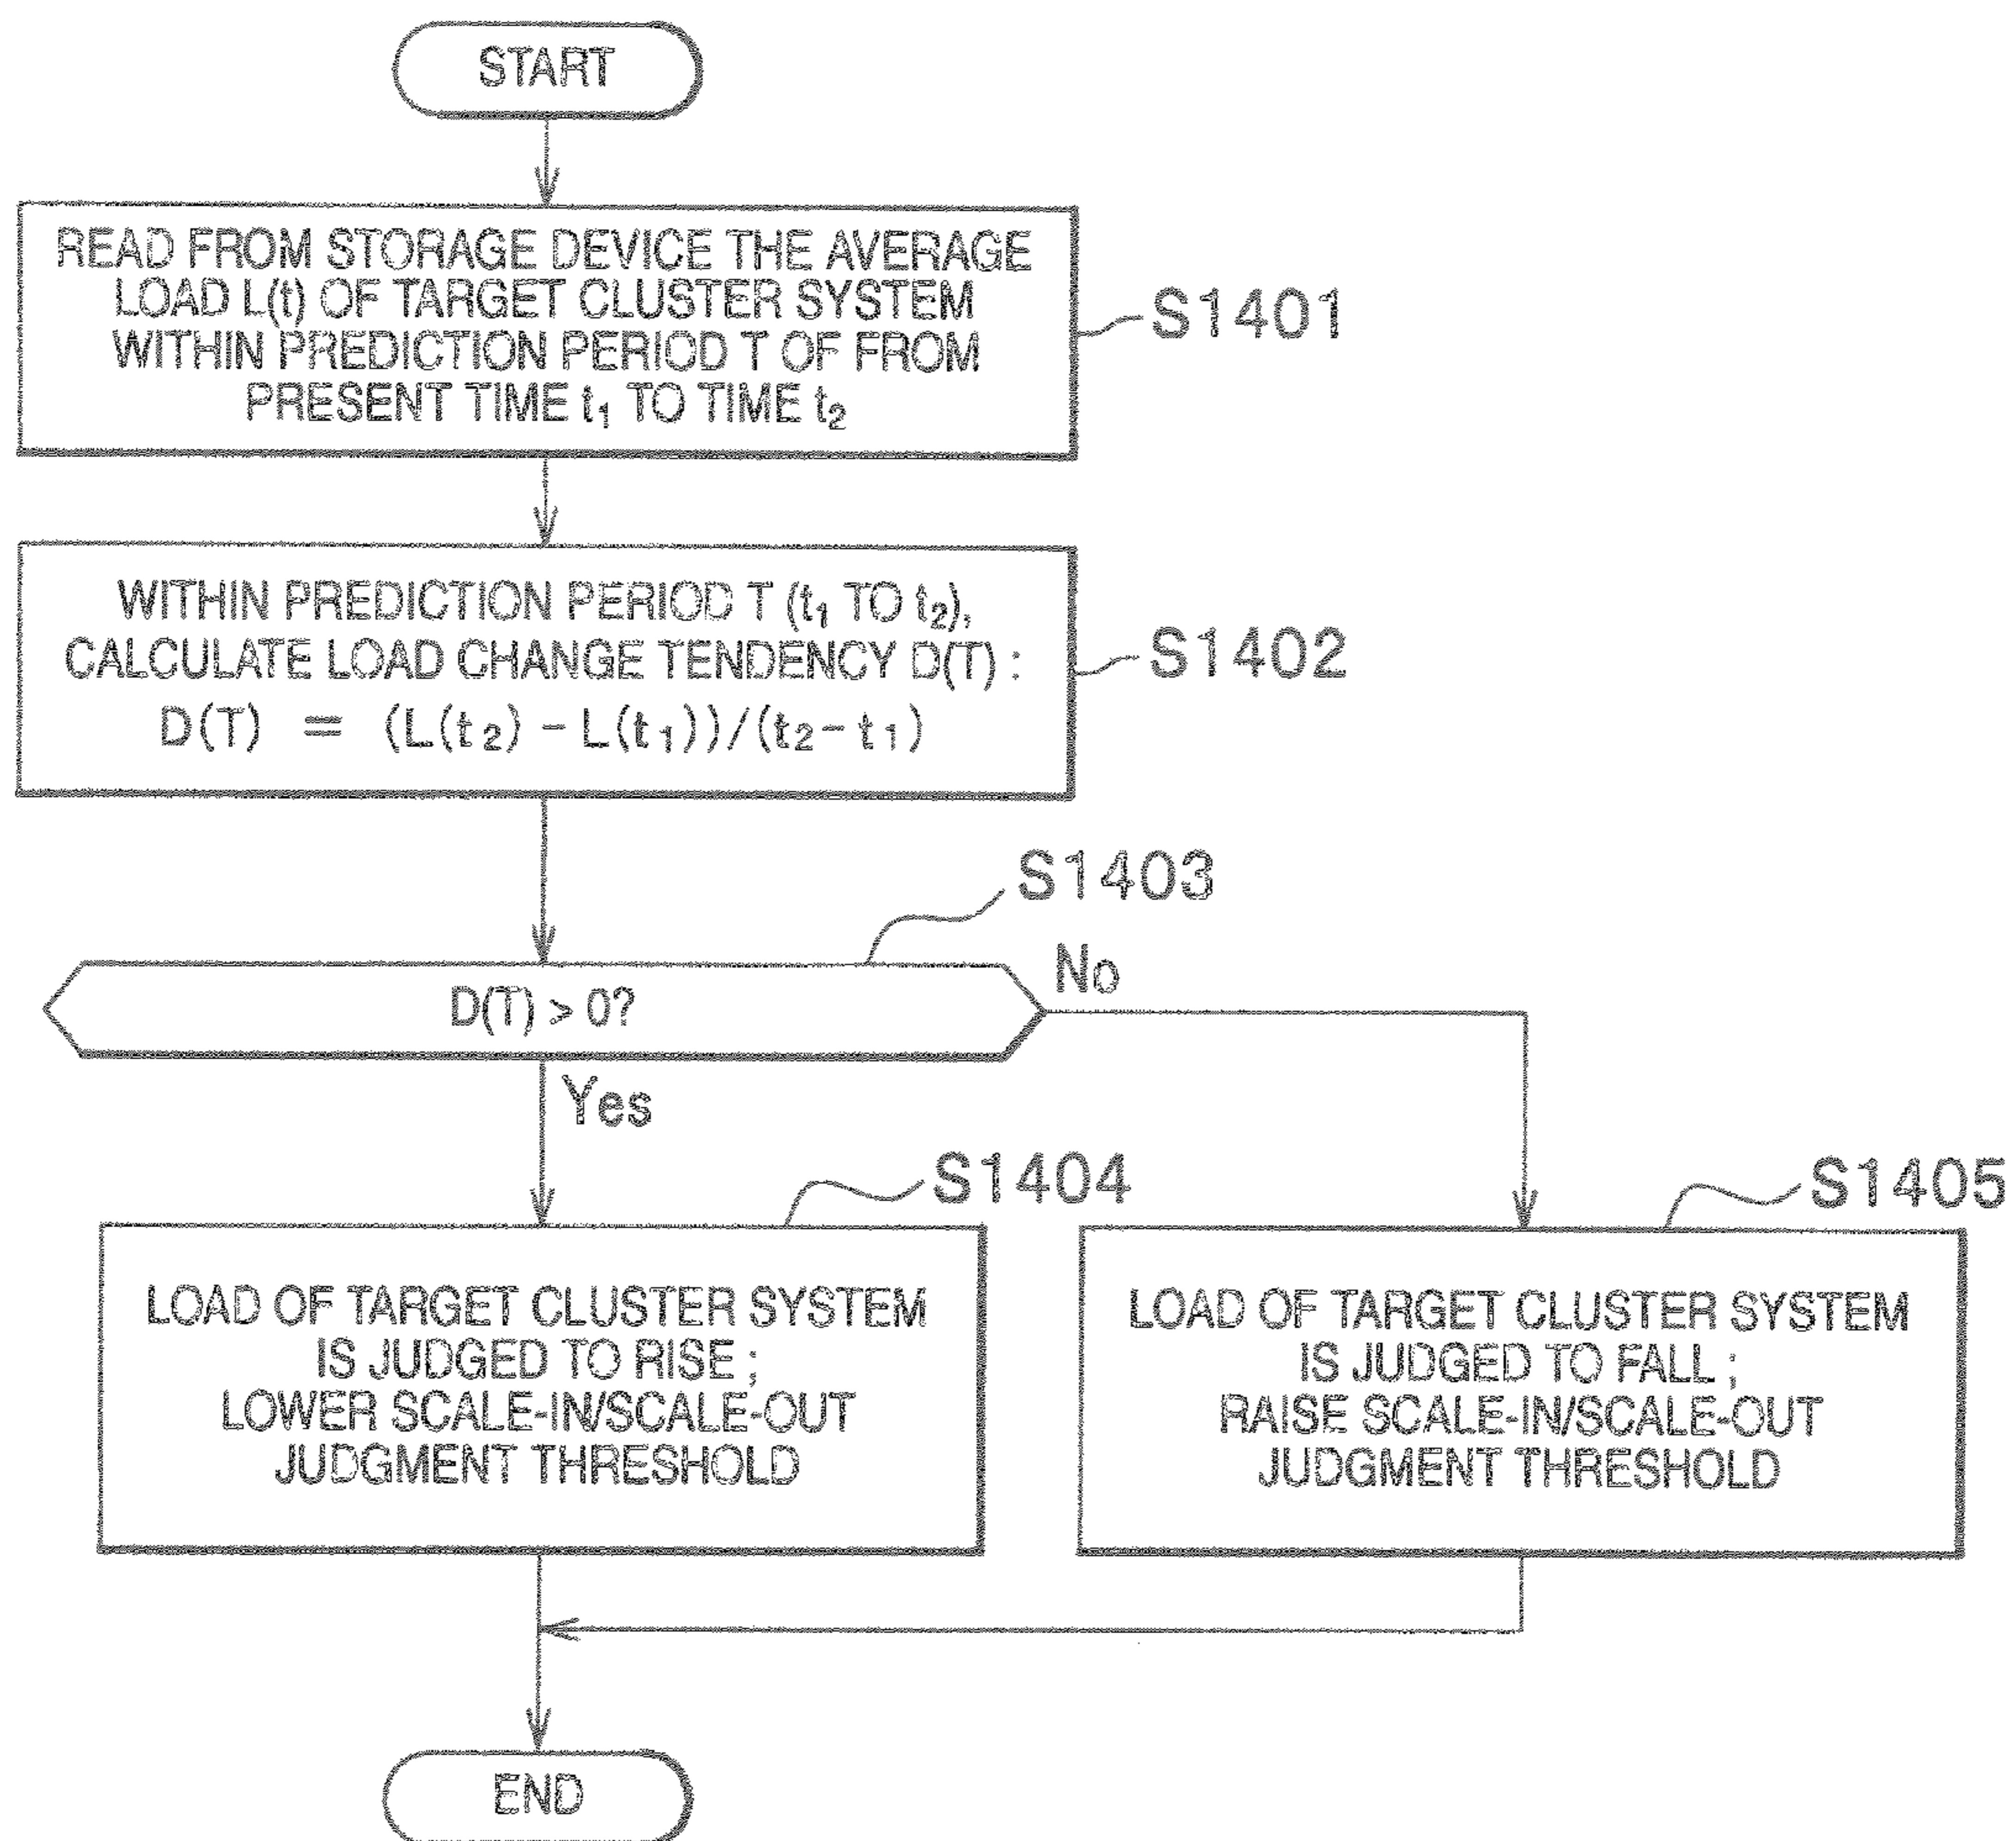 START
READ FROM STORAGE DEVICE THE AVERAGE
LOAD L(t) OF TARGET CLUSTER SYSTEM
WITHIN PREDICTION PERIOD T OF FROM
PRESENT TIME t₁ TO TIME t₂
S1401
WITHIN PREDICTION PERIOD T (t₁ TO t₂),
CALCULATE LOAD CHANGE TENDENCY D(T) :
D(T) = (L(t₂) - L(t₁))/(t₂- t₁)
S1402
S1403
D(T) > 0?
No
Yes
S1404
LOAD OF TARGET CLUSTER SYSTEM
IS JUDGED TO RISE ;
LOWER SCALE-IN/SCALE-OUT
JUDGMENT THRESHOLD
S1405
LOAD OF TARGET CLUSTER SYSTEM
IS JUDGED TO FALL ;
RAISE SCALE-IN/SCALE-OUT
JUDGMENT THRESHOLD
END